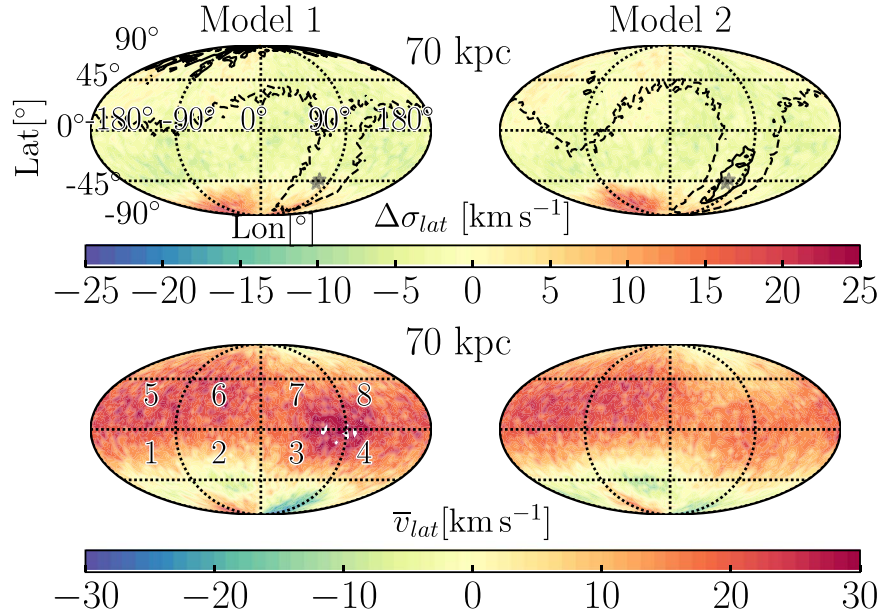 Model 1 Model 2
70 kpc
90°
45°
0° -180° -90° 0° 90° 180°
-45°
-90°
Lat[°]
Lon[°]
Δσ_lat [km s⁻¹]
−25 −20 −15 −10 −5 0 5 10 15 20 25
70 kpc
5 6 7 8
1 2 3 4
v̅_lat[km s⁻¹]
−30 −20 −10 0 10 20 30